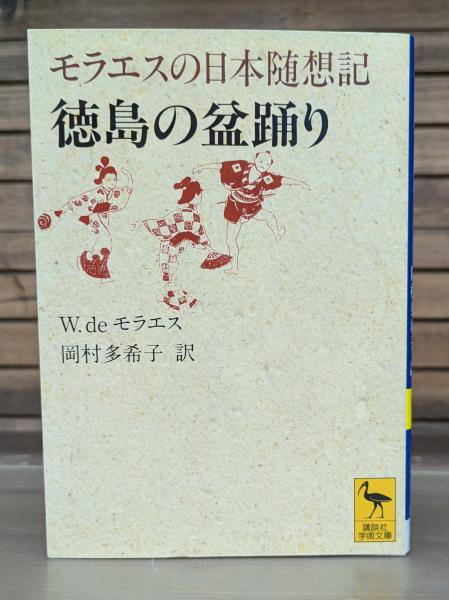 モラエスの日本随想記
徳島の盆踊り
W. de モラエス
岡村多希子 訳
講談社
学術文庫